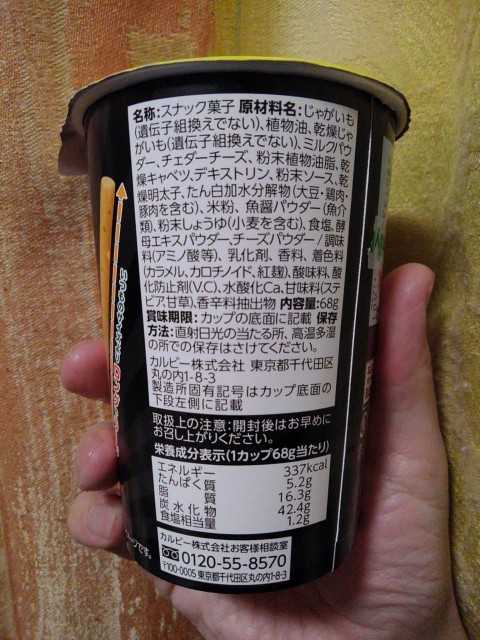 名称:スナック菓子 原材料名:じゃがいも
(遺伝子組換えでない)、植物油、乾燥じゃ
がいも(遺伝子組換えでない)、ミルクパウ
ダー、チェダーチーズ、粉末植物油脂、乾
燥キャベツ、デキストリン、粉末ソース、乾
燥明太子、たん白加水分解物(大豆・鶏肉・
豚肉を含む)、米粉、魚醤パウダー(魚介
類)、粉末しょうゆ(小麦を含む)、食塩、酵
母エキスパウダー、チーズパウダー/調味
料(アミノ酸等)、乳化剤、香料、着色料
(カラメル、カロチノイド、紅麹)、酸味料、酸
化防止剤(V.C)、水酸化Ca、甘味料(ステ
ビア、甘草)、香辛料抽出物 内容量:68g
賞味期限:カップの底面に記載 保存
方法:直射日光の当たる所、高温多湿
の所での保存はさけてください。
カルビー株式会社 東京都千代田区
丸の内1-8-3
製造所固有記号はカップ底面の
下段左側に記載
取扱上の注意:開封後はお早めに
お召し上がりください。
栄養成分表示(1カップ68g当たり)
エネルギー 337kcal
たんぱく質 5.2g
脂質 16.3g
炭水化物 42.4g
食塩相当量 1.2g
カルビー株式会社お客様相談室
0120-55-8570
〒100-0005 東京都千代田区丸の内1-8-3